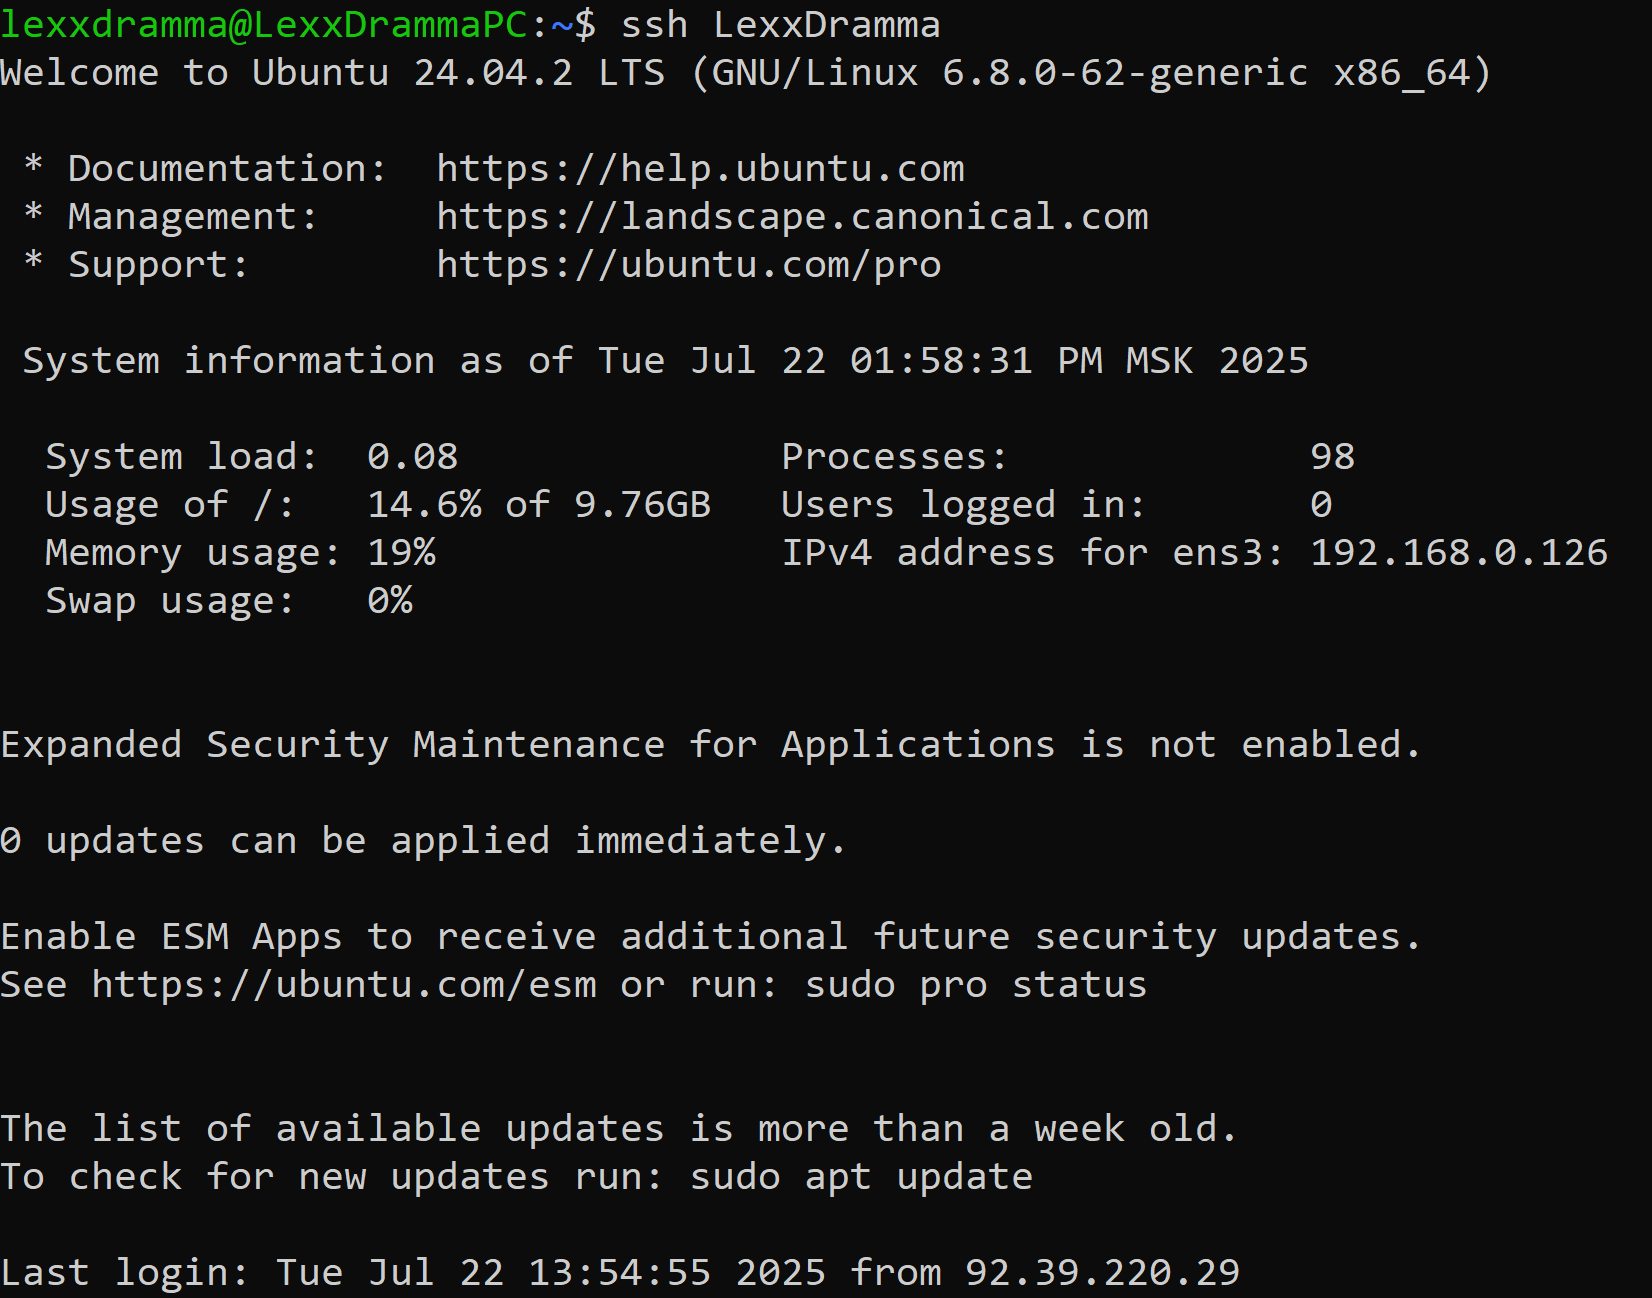 lexxdramma@LexxDrammaPC:~$ ssh LexxDramma
Welcome to Ubuntu 24.04.2 LTS (GNU/Linux 6.8.0-62-generic x86_64)
* Documentation:  https://help.ubuntu.com
* Management:     https://landscape.canonical.com
* Support:        https://ubuntu.com/pro
System information as of Tue Jul 22 01:58:31 PM MSK 2025
System load:  0.08              Processes:             98
Usage of /:   14.6% of 9.76GB   Users logged in:       0
Memory usage: 19%               IPv4 address for ens3: 192.168.0.126
Swap usage:   0%
Expanded Security Maintenance for Applications is not enabled.
0 updates can be applied immediately.
Enable ESM Apps to receive additional future security updates.
See https://ubuntu.com/esm or run: sudo pro status
The list of available updates is more than a week old.
To check for new updates run: sudo apt update
Last login: Tue Jul 22 13:54:55 2025 from 92.39.220.29